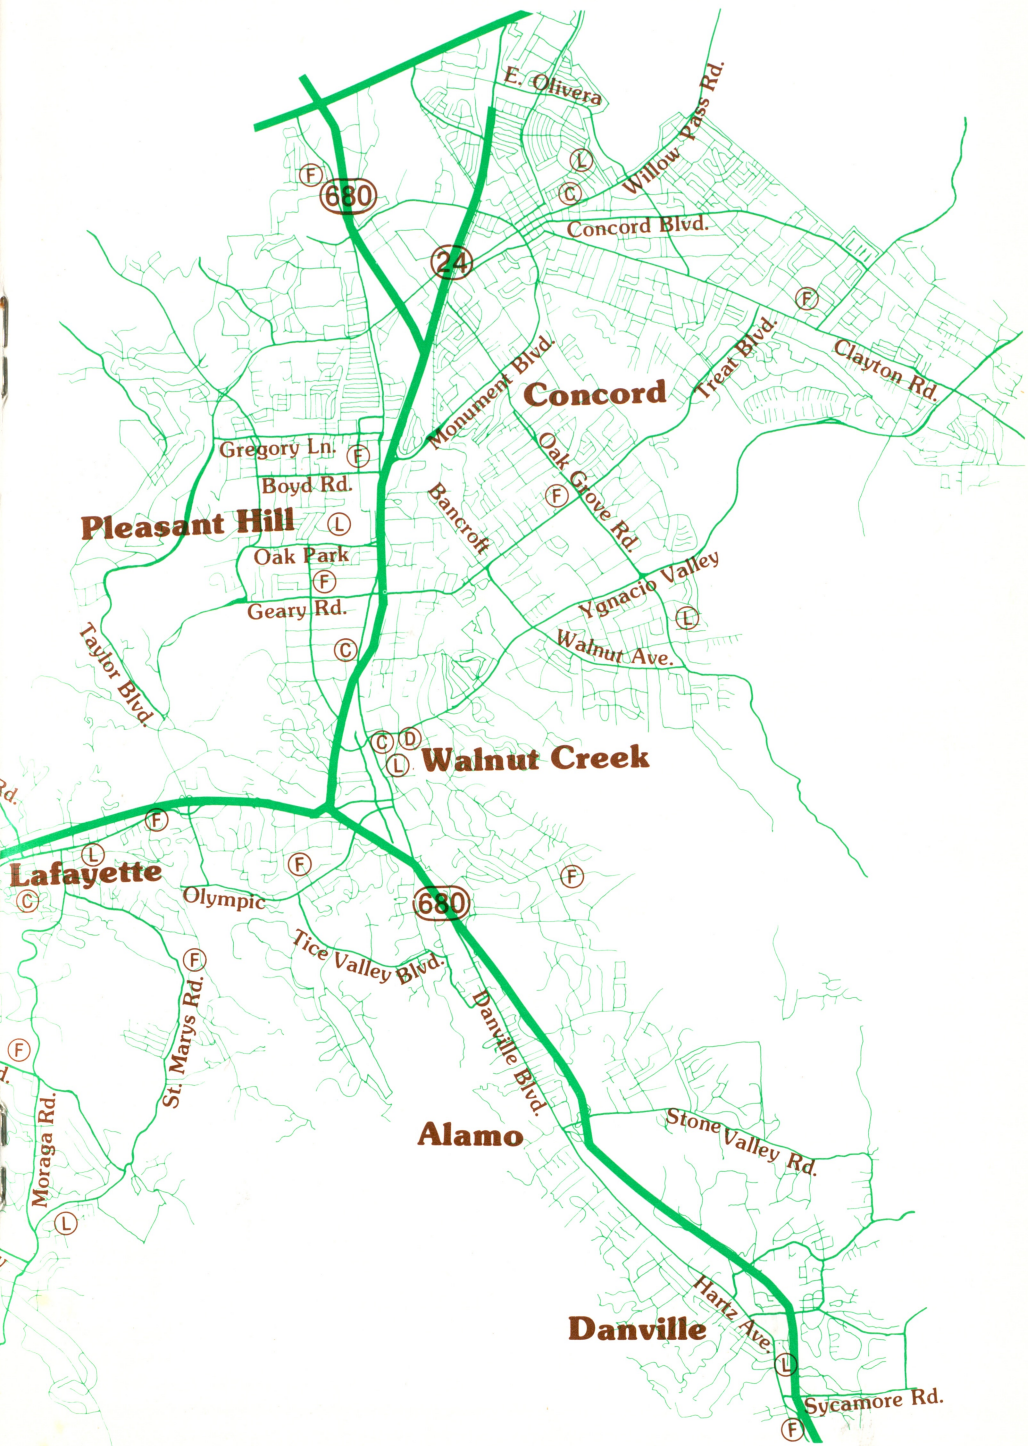 E. Olivera
Willow Pass Rd.
L
F
680
C
Concord Blvd.
24
F
Treat Blvd.
Clayton Rd.
Monument Blvd.
Concord
Gregory Ln.
F
Oak Grove Rd.
Boyd Rd.
Bancroft
F
Pleasant Hill
L
Oak Park
F
Ygnacio Valley
Geary Rd.
L
Taylor Blvd.
C
Walnut Ave.
C
D
L
Walnut Creek
Rd.
F
L
F
Lafayette
F
C
Olympic
680
Tice Valley Blvd.
F
St. Marys Rd.
Danville Blvd.
F
d.
Moraga Rd.
Alamo
Stone Valley Rd.
L
Hartz Ave.
Danville
L
Sycamore Rd.
F